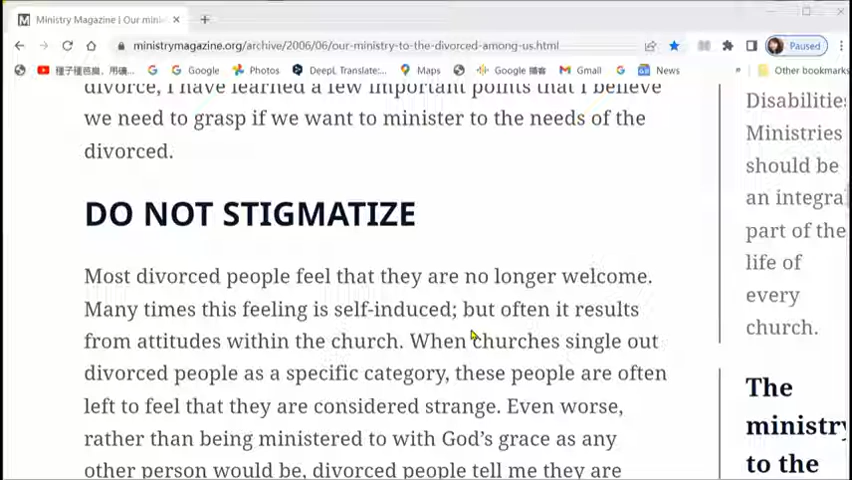 Ministry Magazine | Our minis
ministrymagazine.org/archive/2006/06/our-ministry-to-the-divorced-among-us.html
Paused
Google
Photos
DeepL Translate:...
Maps
Google 播客
Gmail
News
»
Other bookmarks
divorce, I have learned a few important points that I believe
we need to grasp if we want to minister to the needs of the
divorced.
DO NOT STIGMATIZE
Most divorced people feel that they are no longer welcome.
Many times this feeling is self-induced; but often it results
from attitudes within the church. When churches single out
divorced people as a specific category, these people are often
left to feel that they are considered strange. Even worse,
rather than being ministered to with God’s grace as any
other person would be, divorced people tell me they are
Disabilities
Ministries
should be
an integra
part of the
life of
every
church.
The
ministry
to the